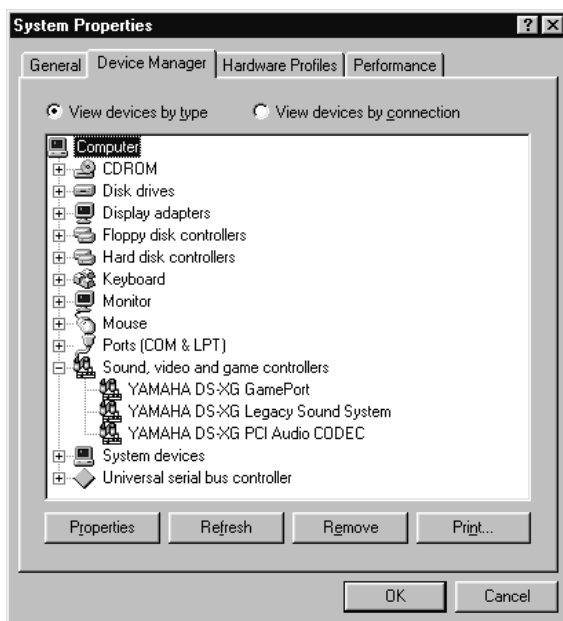 System Properties
General Device Manager Hardware Profiles Performance
View devices by type View devices by connection
Computer
CDROM
Disk drives
Display adapters
Floppy disk controllers
Hard disk controllers
Keyboard
Monitor
Mouse
Ports (COM & LPT)
Sound, video and game controllers
YAMAHA DS-XG GamePort
YAMAHA DS-XG Legacy Sound System
YAMAHA DS-XG PCI Audio CODEC
System devices
Universal serial bus controller
Properties Refresh Remove Print...
OK Cancel